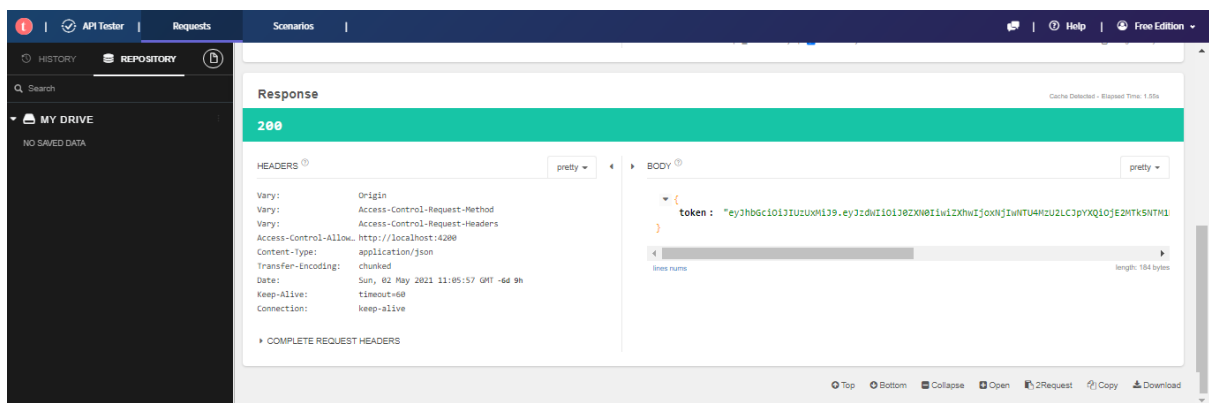 t | API Tester | Requests Scenarios | | Help | Free Edition
HISTORY REPOSITORY
Search
MY DRIVE
NO SAVED DATA
Response
Cache Detected - Elapsed Time: 1.55s
200
HEADERS pretty
Vary: Origin
Vary: Access-Control-Request-Method
Vary: Access-Control-Request-Headers
Access-Control-Allow… http://localhost:4200
Content-Type: application/json
Transfer-Encoding: chunked
Date: Sun, 02 May 2021 11:05:57 GMT -6d 9h
Keep-Alive: timeout=60
Connection: keep-alive
COMPLETE REQUEST HEADERS
BODY pretty
{
token : "eyJhbGciOiJIUzUxMiJ9.eyJzdWIiOiJ0ZXN0IiwiZXhwIjoxNjIwNTU4MzU2LCJpYXQiOjE2MTk5NTM1
}
lines nums
length: 184 bytes
Top Bottom Collapse Open 2Request Copy Download